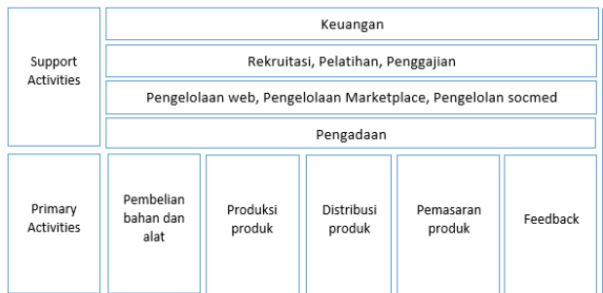 Support
Activities
Keuangan
Rekruitasi, Pelatihan, Penggajian
Pengelolaan web, Pengelolaan Marketplace, Pengelolan socmed
Pengadaan
Primary
Activities
Pembelian
bahan dan
alat
Produksi
produk
Distribusi
produk
Pemasaran
produk
Feedback